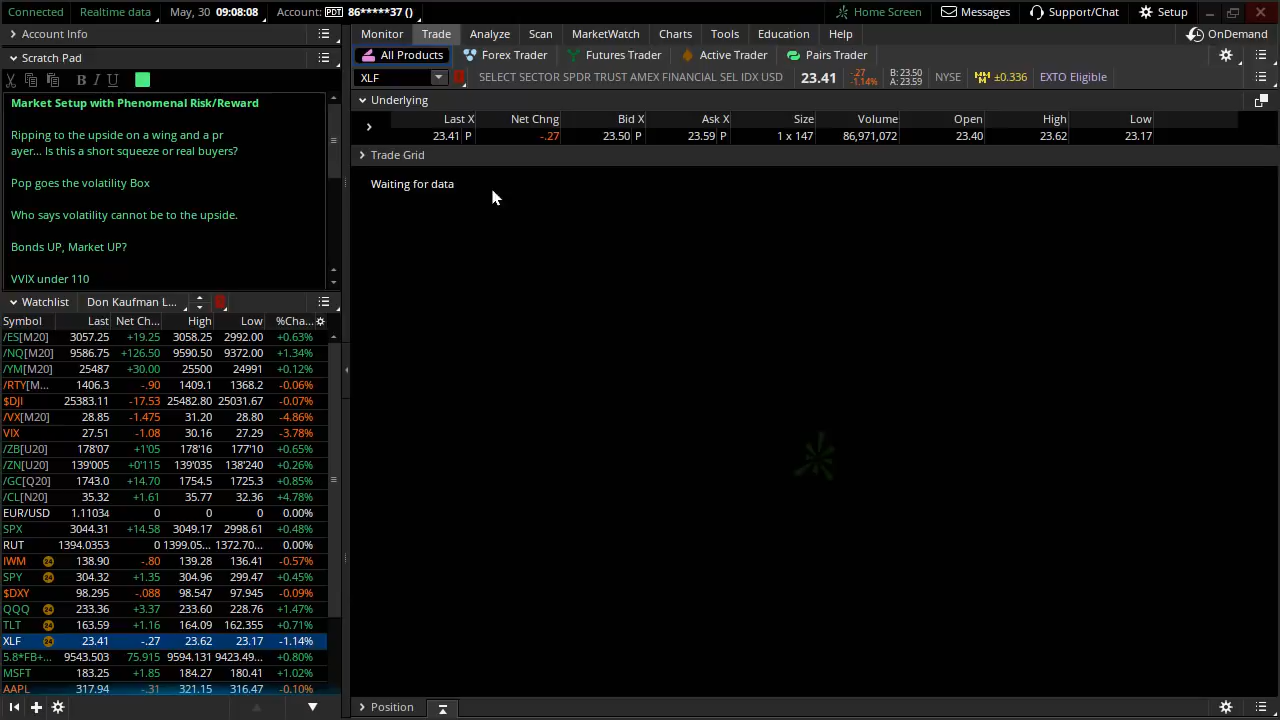 Connected Realtime data May, 30 09:08:08 Account: PDT 86*****37 () Home Screen Messages Support/Chat Setup
Account Info
Monitor Trade Analyze Scan MarketWatch Charts Tools Education Help OnDemand
Scratch Pad
All Products Forex Trader Futures Trader Active Trader Pairs Trader
B I U
XLF SELECT SECTOR SPDR TRUST AMEX FINANCIAL SEL IDX USD 23.41 -.27 -1.14% B: 23.50 A: 23.59 NYSE ±0.336 EXTO Eligible
Market Setup with Phenomenal Risk/Reward
Ripping to the upside on a wing and a pr
ayer... Is this a short squeeze or real buyers?
Pop goes the volatility Box
Who says volatility cannot be to the upside.
Bonds UP, Market UP?
VVIX under 110
Underlying
Last X Net Chng Bid X Ask X Size Volume Open High Low
23.41 P -.27 23.50 P 23.59 P 1 x 147 86,971,072 23.40 23.62 23.17
Trade Grid
Waiting for data
Watchlist Don Kaufman L...
Symbol Last Net Ch... High Low %Cha...
/ES[M20] 3057.25 +19.25 3058.25 2992.00 +0.63%
/NQ[M20] 9586.75 +126.50 9590.50 9372.00 +1.34%
/YM[M20] 25487 +30.00 25500 24991 +0.12%
/RTY[M... 1406.3 -.90 1409.1 1368.2 -0.06%
$DJI 25383.11 -17.53 25482.80 25031.67 -0.07%
/VX[M20] 28.85 -1.475 31.20 28.80 -4.86%
VIX 27.51 -1.08 30.16 27.29 -3.78%
/ZB[U20] 178'07 +1'05 178'16 177'10 +0.65%
/ZN[U20] 139'005 +0'115 139'035 138'240 +0.26%
/GC[Q20] 1743.0 +14.70 1754.5 1725.3 +0.85%
/CL[N20] 35.32 +1.61 35.77 32.36 +4.78%
EUR/USD 1.11034 0 0 0 0.00%
SPX 3044.31 +14.58 3049.17 2998.61 +0.48%
RUT 1394.0353 0 1399.05... 1372.70... 0.00%
IWM 24 138.90 -.80 139.28 136.41 -0.57%
SPY 24 304.32 +1.35 304.96 299.47 +0.45%
$DXY 98.295 -.088 98.547 97.945 -0.09%
QQQ 24 233.36 +3.37 233.60 228.76 +1.47%
TLT 24 163.59 +1.16 164.09 162.355 +0.71%
XLF 24 23.41 -.27 23.62 23.17 -1.14%
5.8*FB+... 9543.503 75.915 9594.131 9423.49... +0.80%
MSFT 183.25 +1.85 184.27 180.41 +1.02%
AAPL 317.94 -.31 321.15 316.47 -0.10%
Position